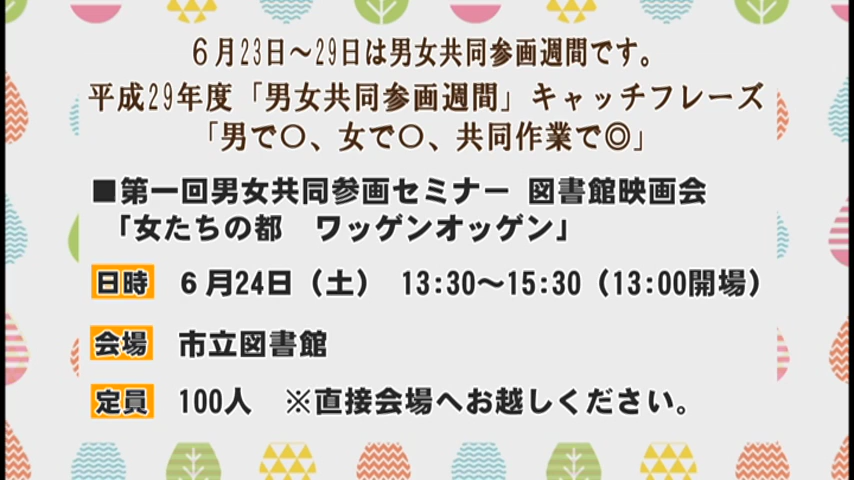 ６月23日～29日は男女共同参画週間です。
平成29年度「男女共同参画週間」キャッチフレーズ
「男で〇、女で〇、共同作業で◎」
■第一回男女共同参画セミナー 図書館映画会
「女たちの都　ワッゲンオッゲン」
日時　６月24日（土）　13:30～15:30（13:00開場）
会場　市立図書館
定員　100人　※直接会場へお越しください。